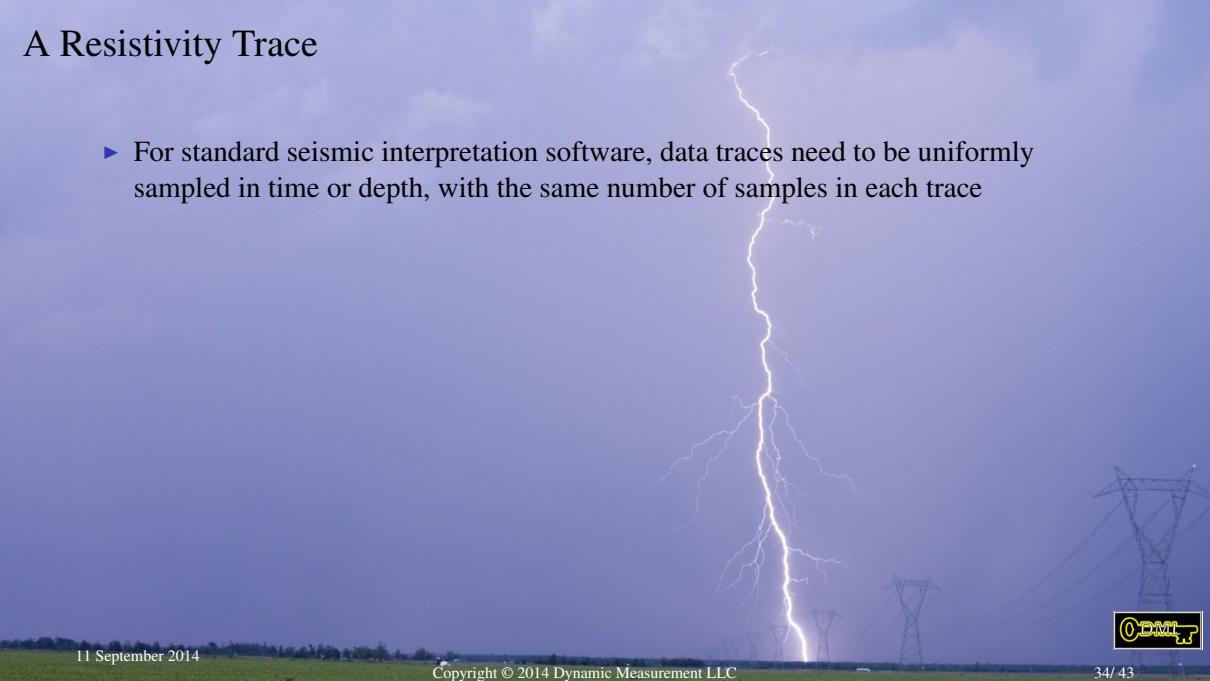 A Resistivity Trace
▶ For standard seismic interpretation software, data traces need to be uniformly
sampled in time or depth, with the same number of samples in each trace
DMI
11 September 2014
Copyright © 2014 Dynamic Measurement LLC
34/ 43